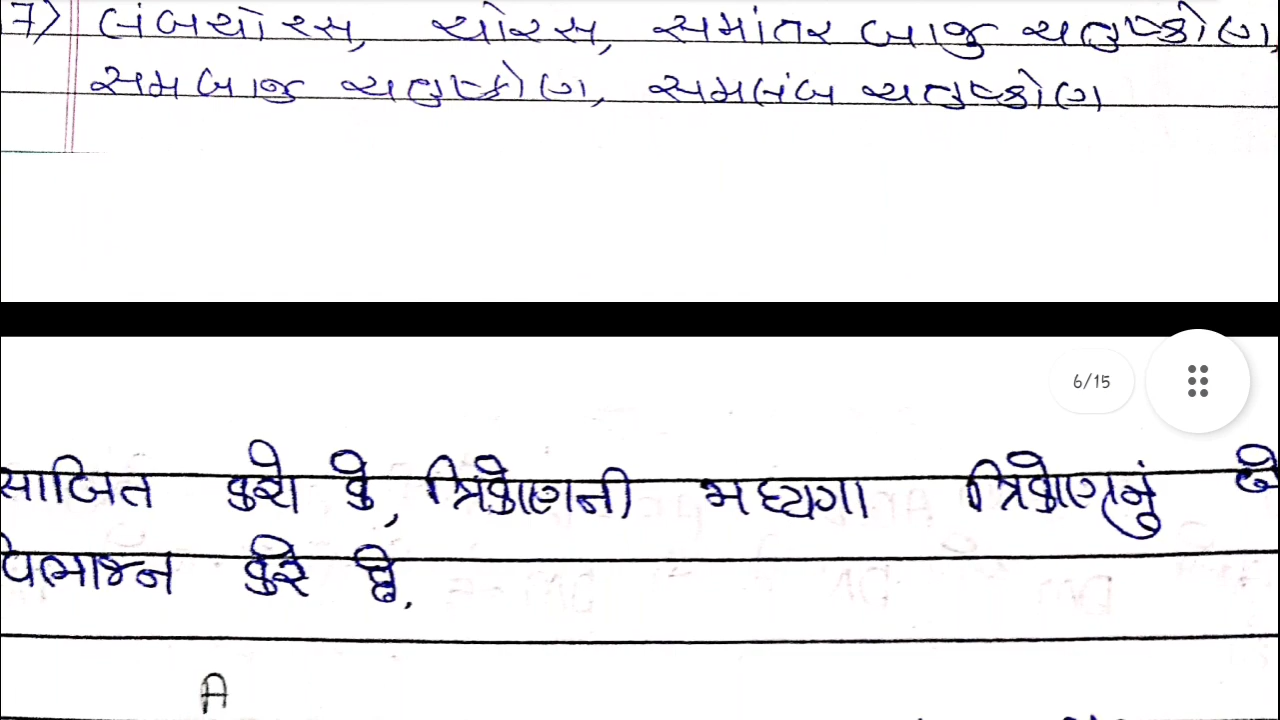 7) લંબચોરસ, ચોરસ, સમાંતર બાજુ ચતુષ્કોણ,
સમબાજુ ચતુષ્કોણ, સમલંબ ચતુષ્કોણ
6/15
સાબિત કરો કે, ત્રિકોણની મધ્યગા ત્રિકોણનું
કરે છે.
A